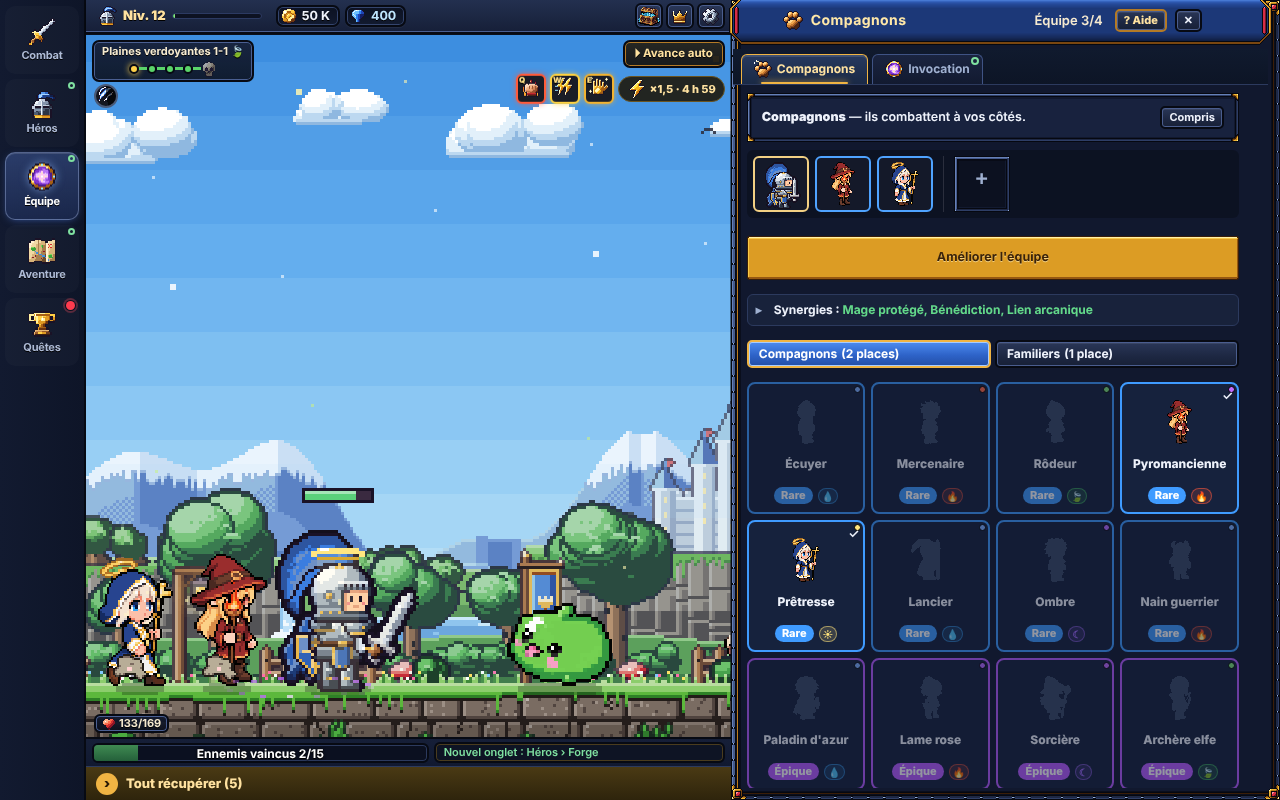 Combat
Héros
Équipe
Aventure
Quêtes
Niv. 12
50 K
400
Plaines verdoyantes 1-1
Avance auto
Q
W
E
×1,5 · 4 h 59
133/169
Ennemis vaincus 2/15
Nouvel onglet : Héros › Forge
Tout récupérer (5)
Compagnons
Équipe 3/4
? Aide
×
Compagnons
Invocation
Compagnons — ils combattent à vos côtés.
Compris
+
Améliorer l'équipe
Synergies : Mage protégé, Bénédiction, Lien arcanique
Compagnons (2 places)
Familiers (1 place)
Écuyer
Mercenaire
Rôdeur
Pyromancienne
Rare
Rare
Rare
Rare
Prêtresse
Lancier
Ombre
Nain guerrier
Rare
Rare
Rare
Rare
Paladin d'azur
Lame rose
Sorcière
Archère elfe
Épique
Épique
Épique
Épique